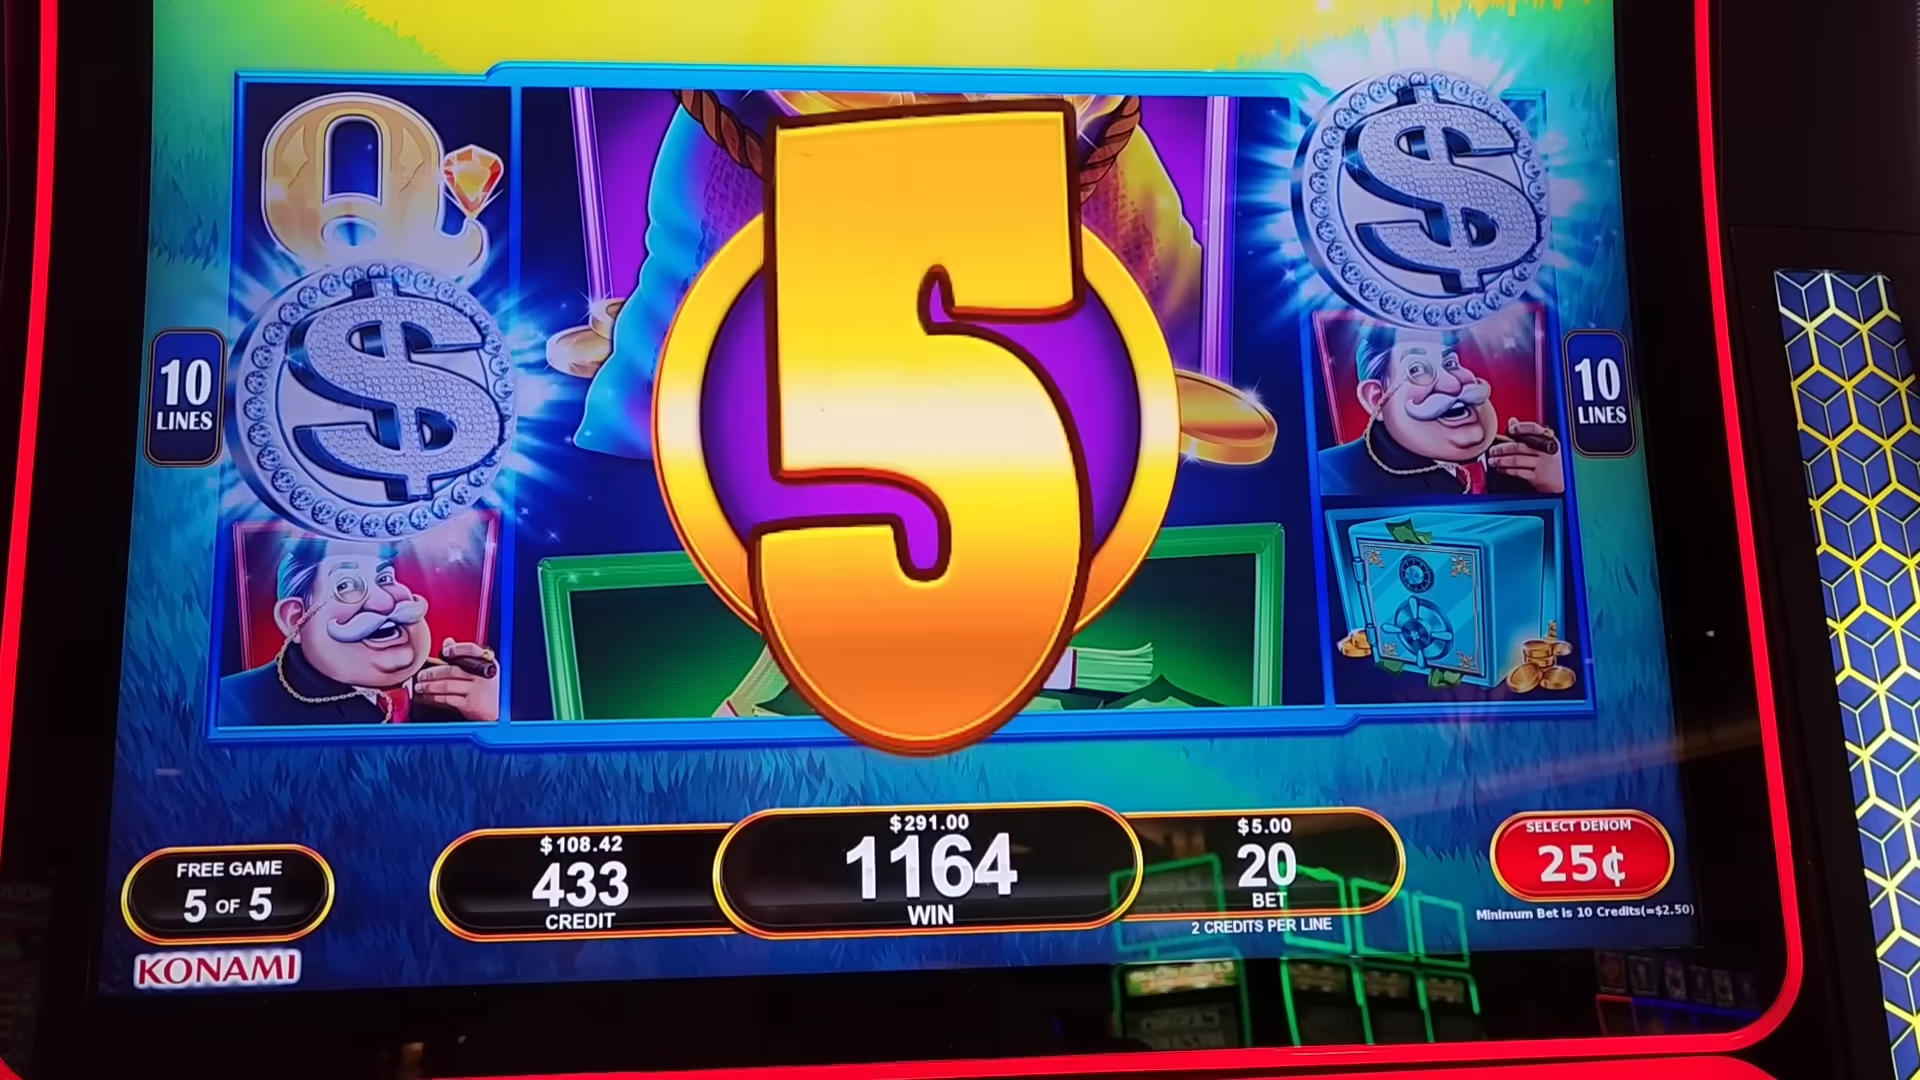 Q
$
$
5
10
LINES
10
LINES
FREE GAME
5 OF 5
$108.42
433
CREDIT
$291.00
1164
WIN
$5.00
20
BET
2 CREDITS PER LINE
SELECT DENOM
25¢
Minimum Bet is 10 Credits(=$2.50)
KONAMI